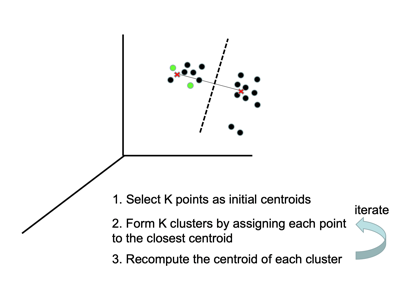 1. Select K points as initial centroids
iterate
2. Form K clusters by assigning each point
to the closest centroid
3. Recompute the centroid of each cluster